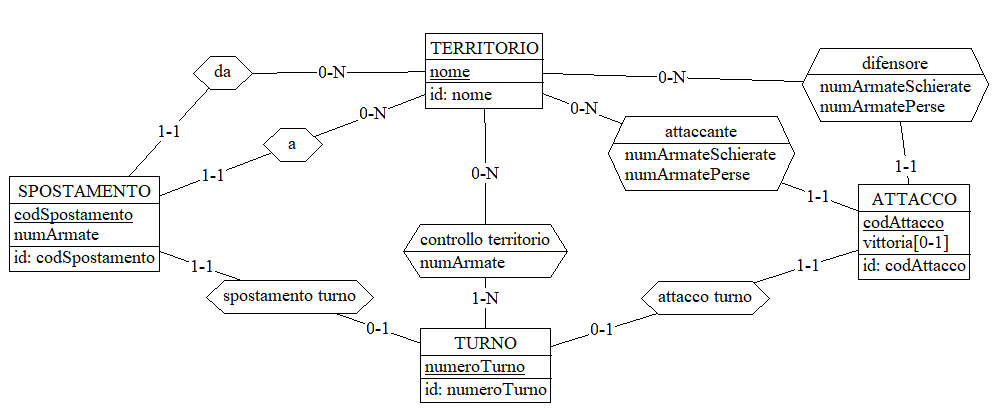 TERRITORIO
nome
id: nome
da
0-N
0-N
difensore
numArmateSchierate
numArmatePerse
a
0-N
0-N
attaccante
numArmateSchierate
numArmatePerse
1-1
1-1
0-N
1-1
1-1
SPOSTAMENTO
codSpostamento
numArmate
id: codSpostamento
ATTACCO
codAttacco
vittoria[0-1]
id: codAttacco
controllo territorio
numArmate
1-1
1-1
spostamento turno
1-N
attacco turno
0-1
0-1
TURNO
numeroTurno
id: numeroTurno